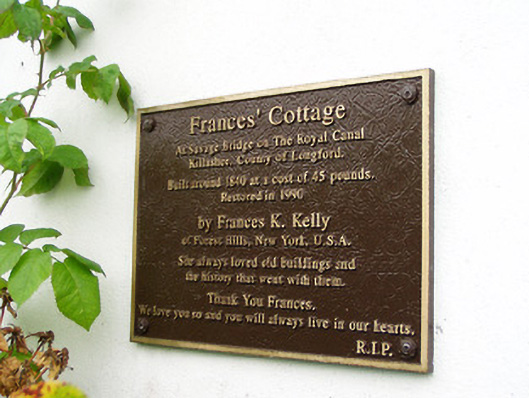 Frances' Cottage
At Savage Bridge on The Royal Canal
Killashee, County of Longford.
Built around 1840 at a cost of 45 pounds.
Restored in 1990
by Frances K. Kelly
of Forest Hills, New York, U.S.A.
She always loved old buildings and
the history that went with them.
Thank You Frances,
We love you so and you will always live in our hearts.
R.I.P.